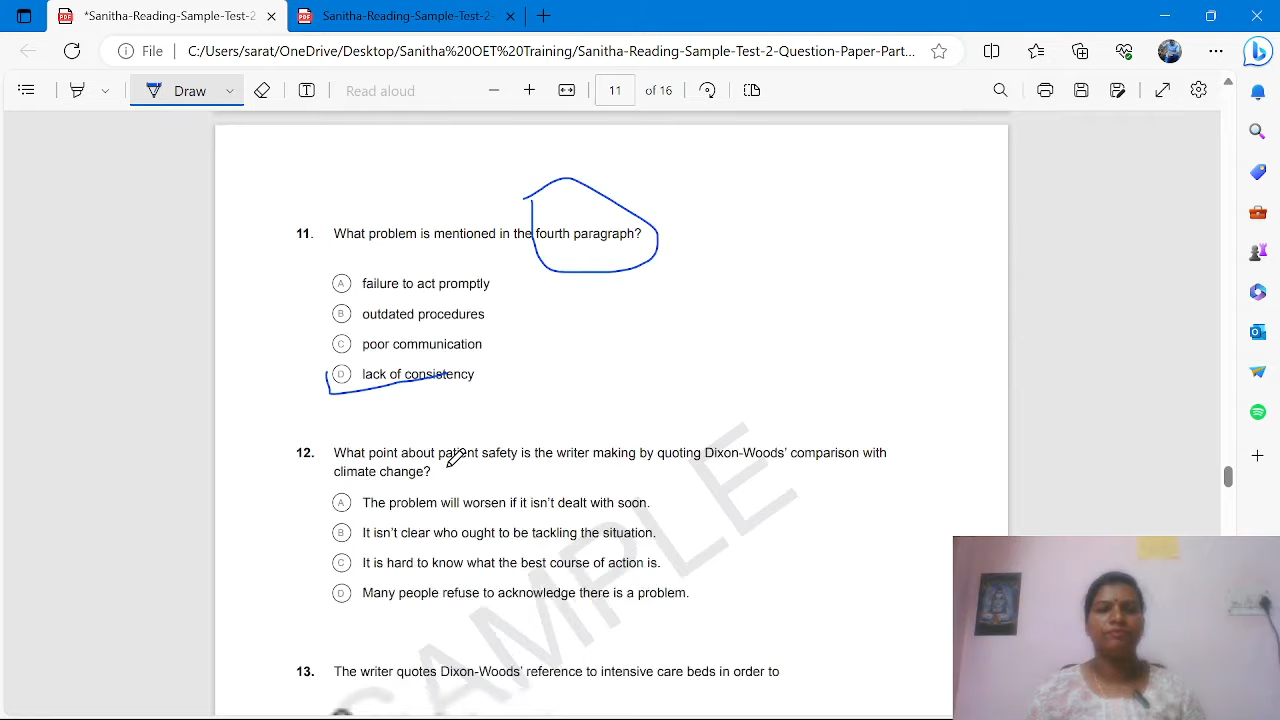 *Sanitha-Reading-Sample-Test-2
Sanitha-Reading-Sample-Test-2-
File
C:/Users/sarat/OneDrive/Desktop/Sanitha%20OET%20Training/Sanitha-Reading-Sample-Test-2-Question-Paper-Part...
Draw
Read aloud
11
of 16
11. What problem is mentioned in the fourth paragraph?
A failure to act promptly
B outdated procedures
C poor communication
D lack of consistency
12. What point about patient safety is the writer making by quoting Dixon-Woods' comparison with
climate change?
A The problem will worsen if it isn't dealt with soon.
B It isn't clear who ought to be tackling the situation.
C It is hard to know what the best course of action is.
D Many people refuse to acknowledge there is a problem.
13. The writer quotes Dixon-Woods' reference to intensive care beds in order to
SAMPLE